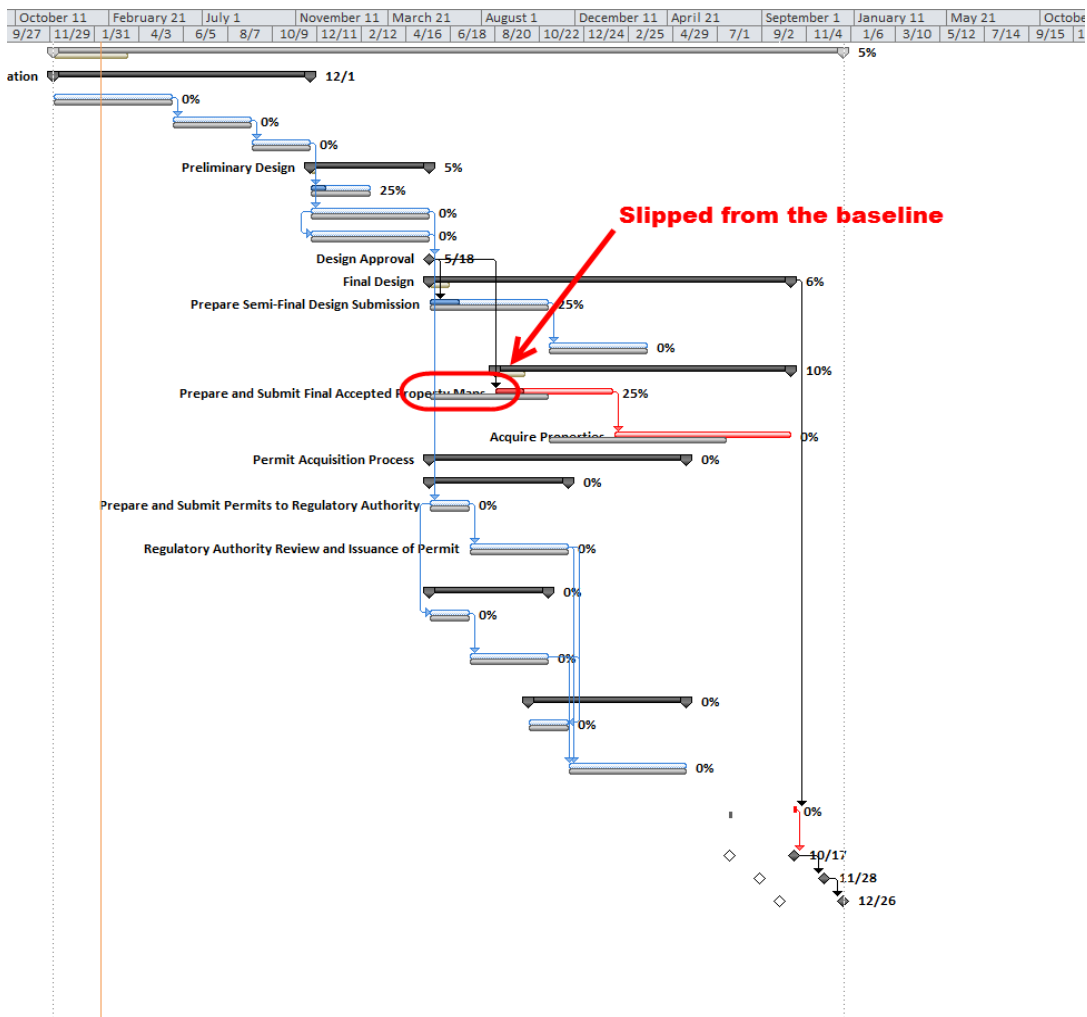 October 11 February 21 July 1 November 11 March 21 August 1 December 11 April 21 September 1 January 11 May 21 Octobe
9/27 11/29 1/31 4/3 6/5 8/7 10/9 12/11 2/12 4/16 6/18 8/20 10/22 12/24 2/25 4/29 7/1 9/2 11/4 1/6 3/10 5/12 7/14 9/15 1
5%
ation 12/1
0%
0%
0%
Preliminary Design 5%
25%
0%
Slipped from the baseline
0%
Design Approval 5/18
Final Design 6%
Prepare Semi-Final Design Submission 25%
0%
10%
Prepare and Submit Final Accepted Property Maps 25%
Acquire Properties 0%
Permit Acquisition Process 0%
0%
Prepare and Submit Permits to Regulatory Authority 0%
Regulatory Authority Review and Issuance of Permit 0%
0%
0%
0%
0%
0%
0%
0%
10/17
11/28
12/26